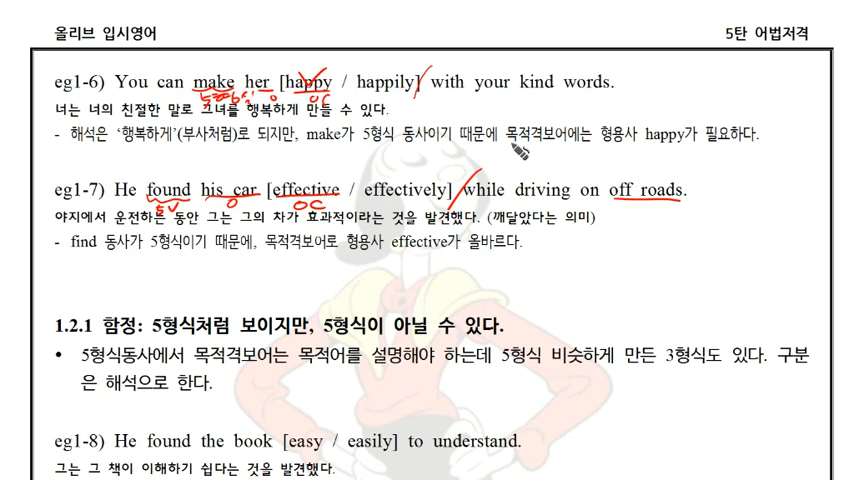 올리브 입시영어
5탄 어법저격
eg1-6) You can make her [happy / happily] with your kind words.
너는 너의 친절한 말로 그녀를 행복하게 만들 수 있다.
- 해석은 ‘행복하게’(부사처럼)로 되지만, make가 5형식 동사이기 때문에 목적격보어에는 형용사 happy가 필요하다.
eg1-7) He found his car [effective / effectively] while driving on off roads.
5V O OC
야지에서 운전하는 동안 그는 그의 차가 효과적이라는 것을 발견했다. (깨달았다는 의미)
- find 동사가 5형식이기 때문에, 목적격보어로 형용사 effective가 올바르다.
1.2.1 함정: 5형식처럼 보이지만, 5형식이 아닐 수 있다.
• 5형식동사에서 목적격보어는 목적어를 설명해야 하는데 5형식 비슷하게 만든 3형식도 있다. 구분
은 해석으로 한다.
eg1-8) He found the book [easy / easily] to understand.
그는 그 책이 이해하기 쉽다는 것을 발견했다.